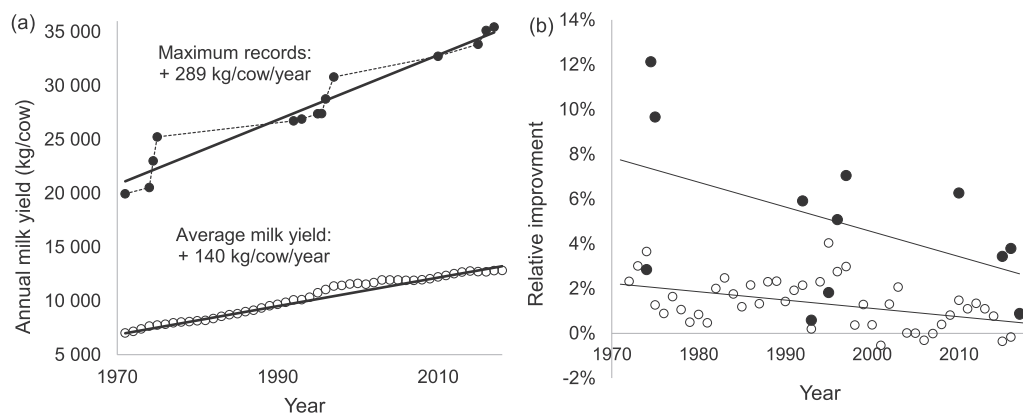 (a)
35 000
30 000
25 000
20 000
15 000
10 000
5 000
Annual milk yield (kg/cow)
Maximum records:
+ 289 kg/cow/year
Average milk yield:
+ 140 kg/cow/year
1970
1990
2010
Year
(b)
14%
12%
10%
8%
6%
4%
2%
0%
-2%
Relative improvment
1970
1980
1990
2000
2010
Year